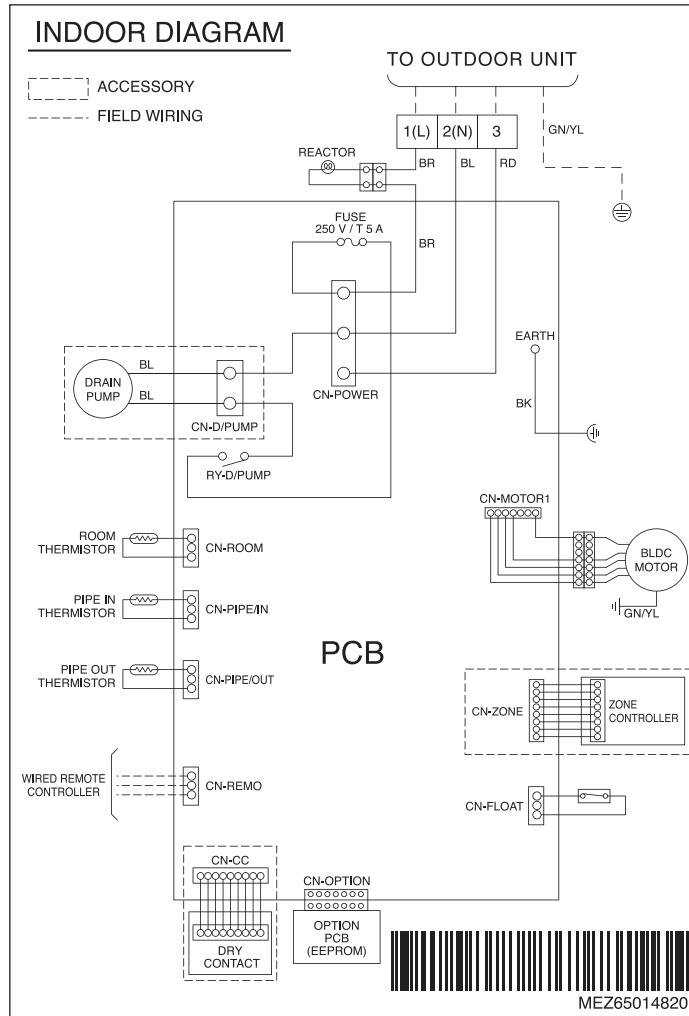 INDOOR DIAGRAM
ACCESSORY
FIELD WIRING
TO OUTDOOR UNIT
1(L) 2(N) 3
GN/YL
REACTOR
BR BL RD
FUSE
250 V / T 5 A
BR
EARTH
BL
DRAIN
PUMP
BL
CN-POWER
BK
CN-D/PUMP
RY-D/PUMP
CN-MOTOR1
ROOM
THERMISTOR
CN-ROOM
BLDC
MOTOR
PIPE IN
THERMISTOR
CN-PIPE/IN
GN/YL
PCB
PIPE OUT
THERMISTOR
CN-PIPE/OUT
CN-ZONE
ZONE
CONTROLLER
WIRED REMOTE
CONTROLLER
CN-REMO
CN-FLOAT
CN-CC
CN-OPTION
OPTION
PCB
(EEPROM)
DRY
CONTACT
MEZ65014820